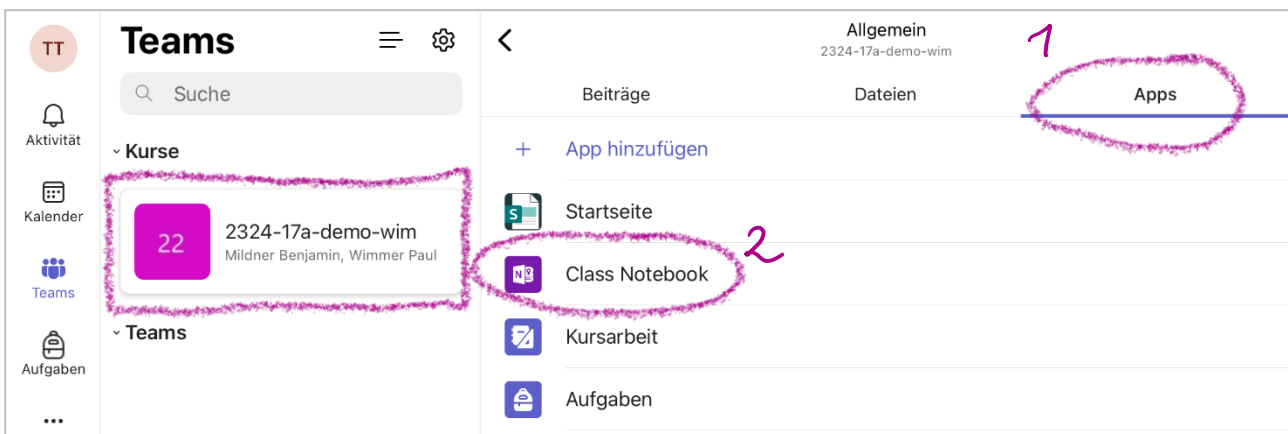 TT
Aktivität
Kalender
Teams
Aufgaben
...
Teams
Suche
Kurse
22
2324-17a-demo-wim
Mildner Benjamin, Wimmer Paul
Teams
Allgemein
2324-17a-demo-wim
1
Beiträge Dateien Apps
+ App hinzufügen
S Startseite
N Class Notebook
2
Kursarbeit
Aufgaben